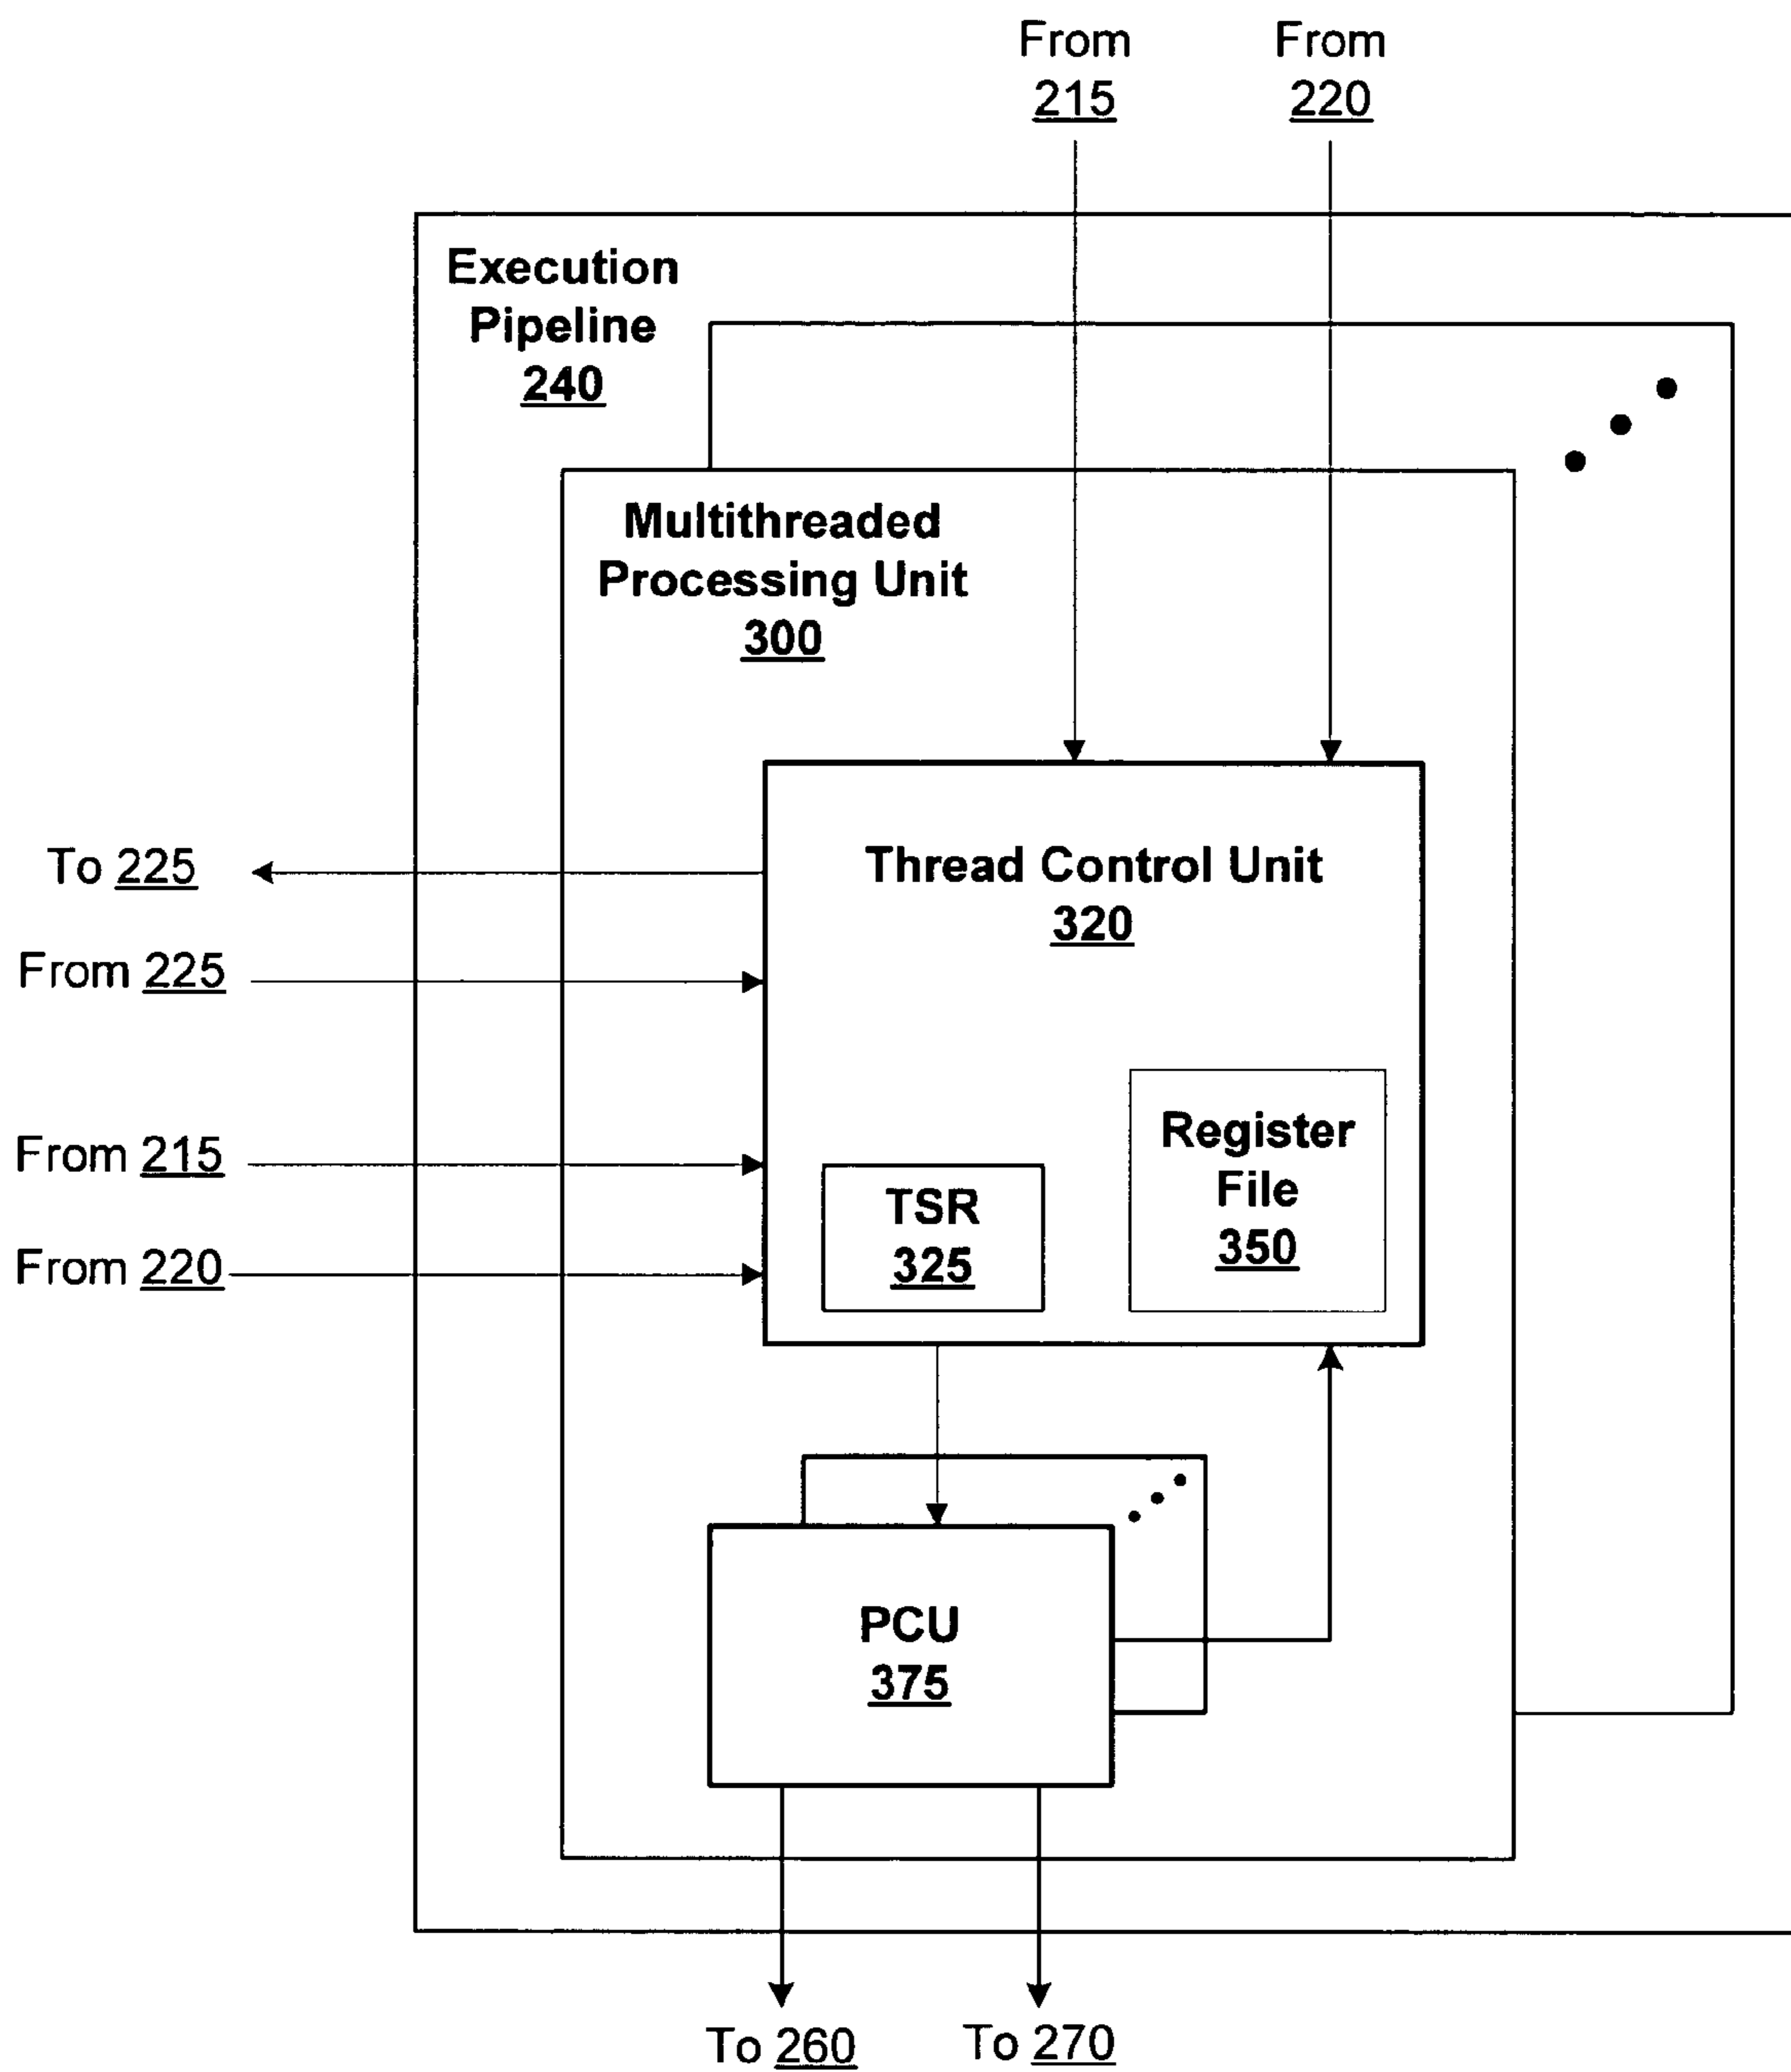 From
215
From
220
Execution
Pipeline
240
Multithreaded
Processing Unit
300
To 225
From 225
From 215
From 220
Thread Control Unit
320
TSR
325
Register
File
350
PCU
375
To 260
To 270